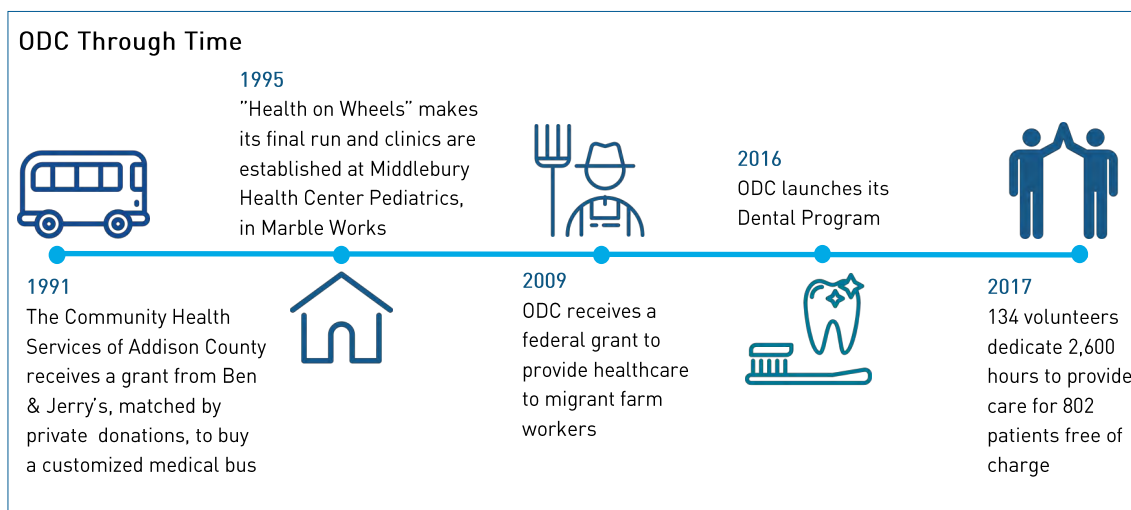 ODC Through Time
1991
The Community Health
Services of Addison County
receives a grant from Ben
& Jerry’s, matched by
private donations, to buy
a customized medical bus
1995
”Health on Wheels” makes
its final run and clinics are
established at Middlebury
Health Center Pediatrics,
in Marble Works
2009
ODC receives a
federal grant to
provide healthcare
to migrant farm
workers
2016
ODC launches its
Dental Program
2017
134 volunteers
dedicate 2,600
hours to provide
care for 802
patients free of
charge